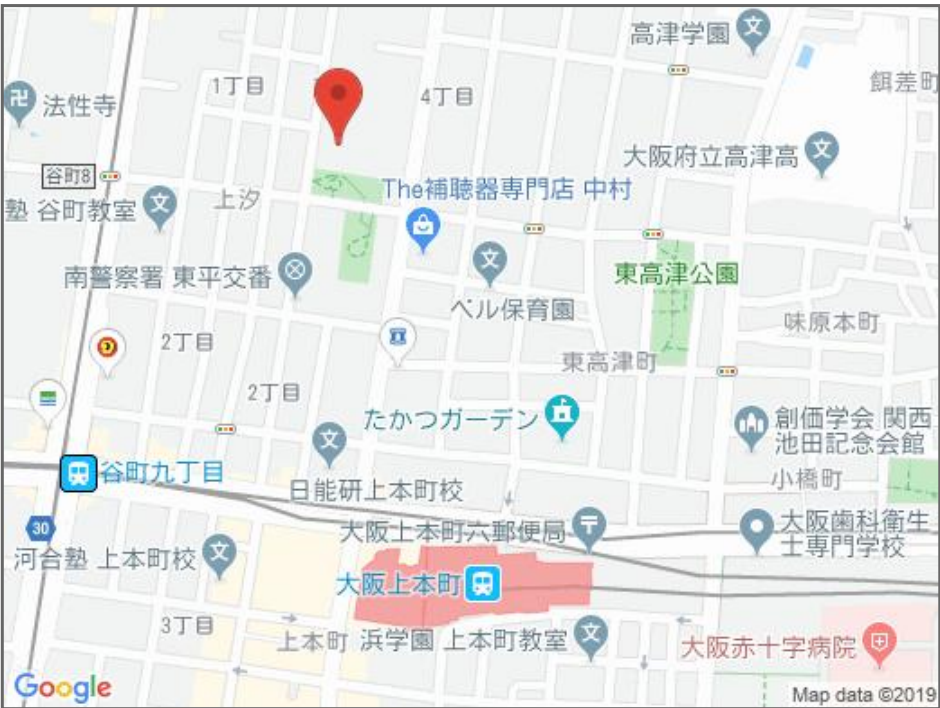 高津学園
1丁目
4丁目
餌差町
法性寺
大阪府立高津高
谷町8
上汐
The補聴器専門店 中村
塾 谷町教室
南警察署 東平交番
東高津公園
ベル保育園
味原本町
2丁目
東高津町
2丁目
たかつガーデン
創価学会 関西
池田記念会館
谷町九丁目
小橋町
日能研上本町校
30
大阪上本町六郵便局
大阪歯科衛生
士専門学校
河合塾 上本町校
大阪上本町
3丁目
上本町
浜学園 上本町教室
大阪赤十字病院
Google
Map data ©2019